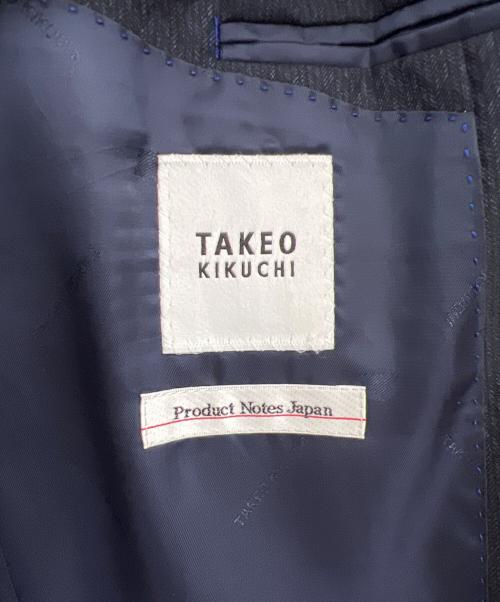 TAKEO
KIKUCHI
Product Notes Japan